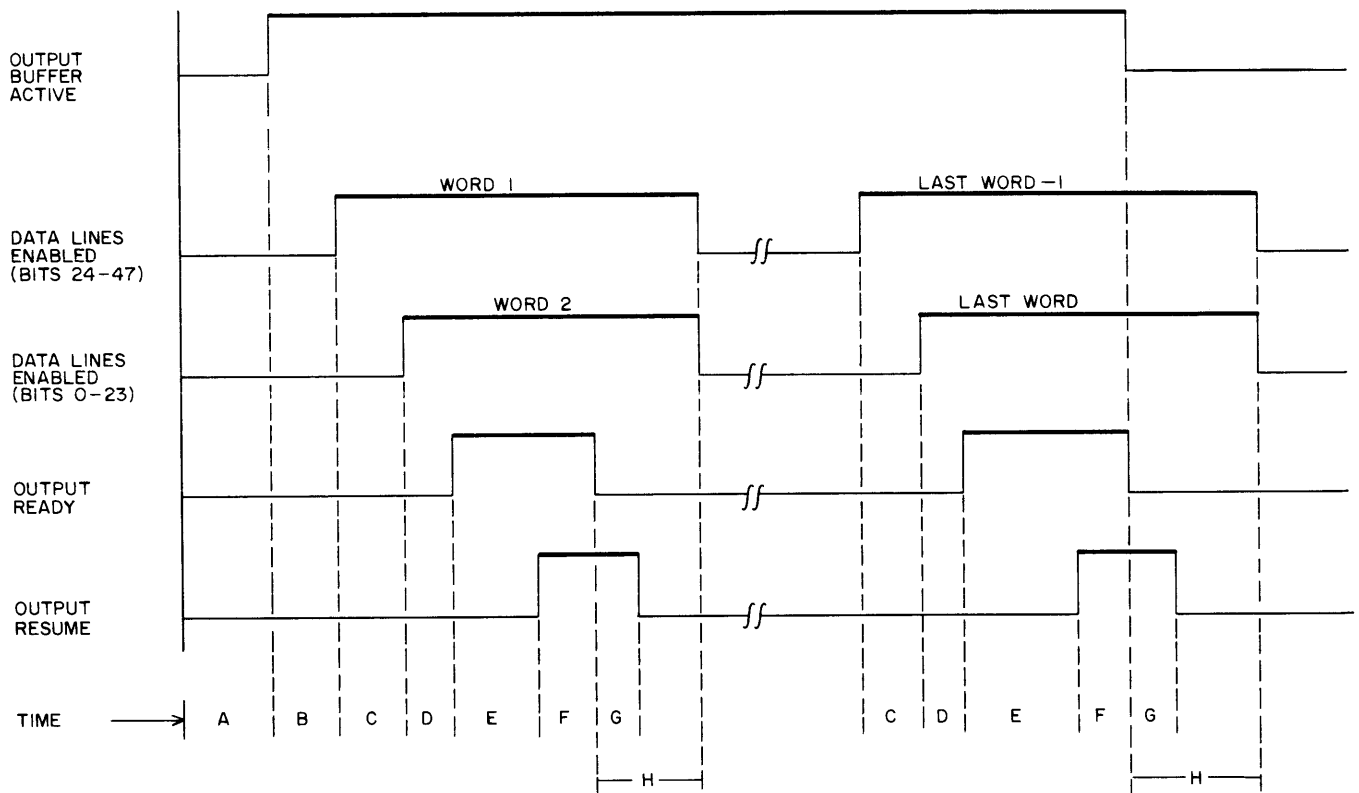 OUTPUT
BUFFER
ACTIVE
WORD 1
LAST WORD-1
DATA LINES
ENABLED
(BITS 24-47)
WORD 2
LAST WORD
DATA LINES
ENABLED
(BITS 0-23)
OUTPUT
READY
OUTPUT
RESUME
TIME A B C D E F G C D E F G
H H